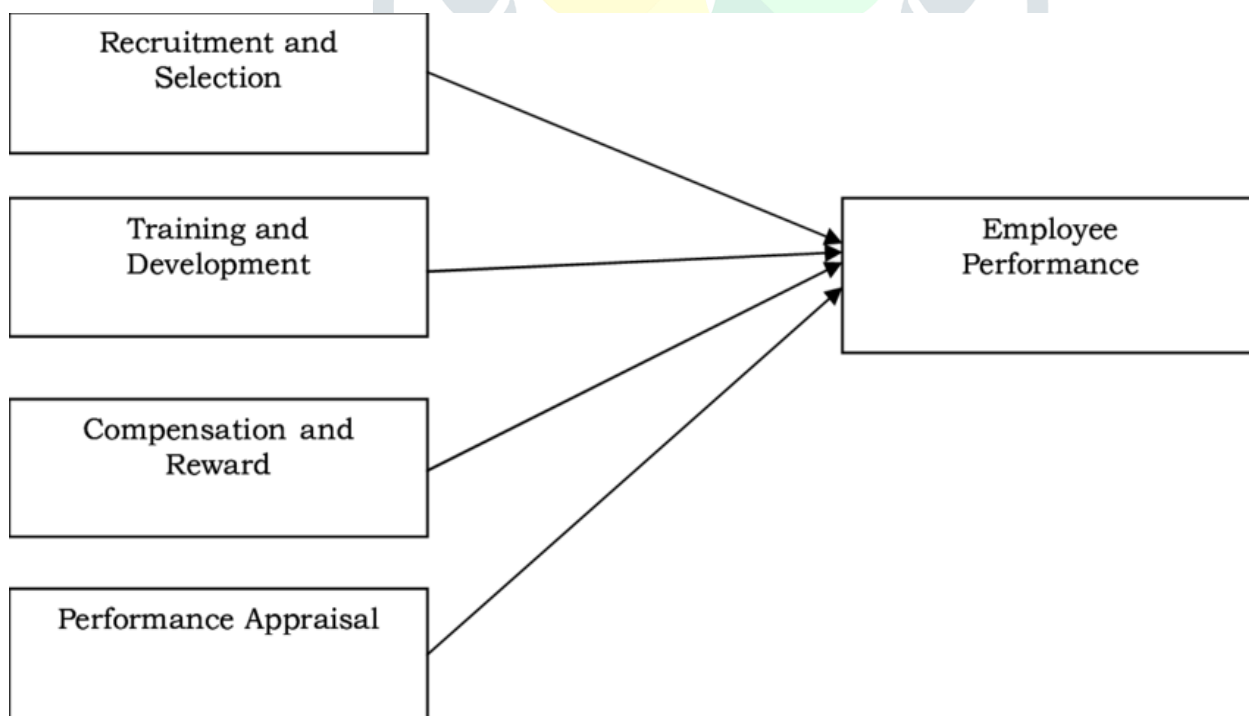 Recruitment and
Selection
Training and
Development
Employee
Performance
Compensation and
Reward
Performance Appraisal